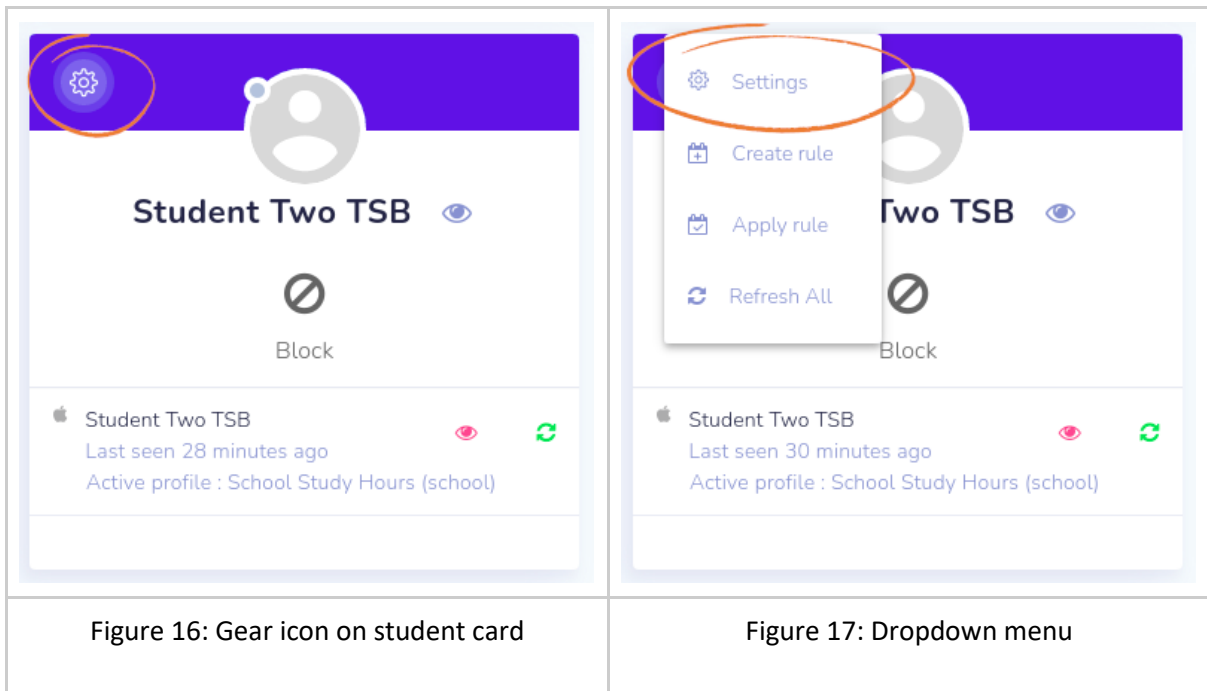 Student Two TSB
Block
Student Two TSB
Last seen 28 minutes ago
Active profile : School Study Hours (school)
Figure 16: Gear icon on student card
Settings
Create rule
Apply rule
Refresh All
Two TSB
Block
Student Two TSB
Last seen 30 minutes ago
Active profile : School Study Hours (school)
Figure 17: Dropdown menu